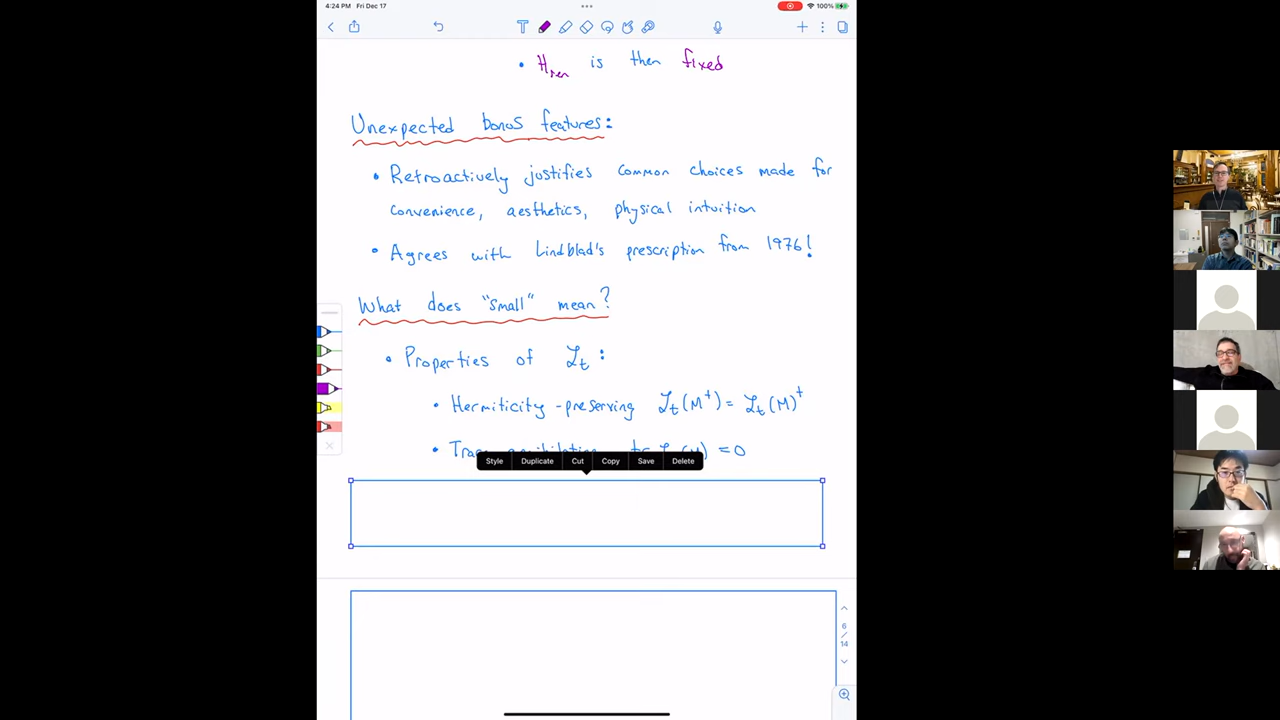 4:24 PM Fri Dec 17
100%
• H_ren is then fixed
Unexpected bonus features:
• Retroactively justifies common choices made for
convenience, aesthetics, physical intuition
• Agrees with Lindblad's prescription from 1976!
What does "small" mean?
• Properties of ℒ_t:
• Hermiticity-preserving ℒ_t(M†) = ℒ_t(M)†
• = 0
Style Duplicate Cut Copy Save Delete
6
/
14